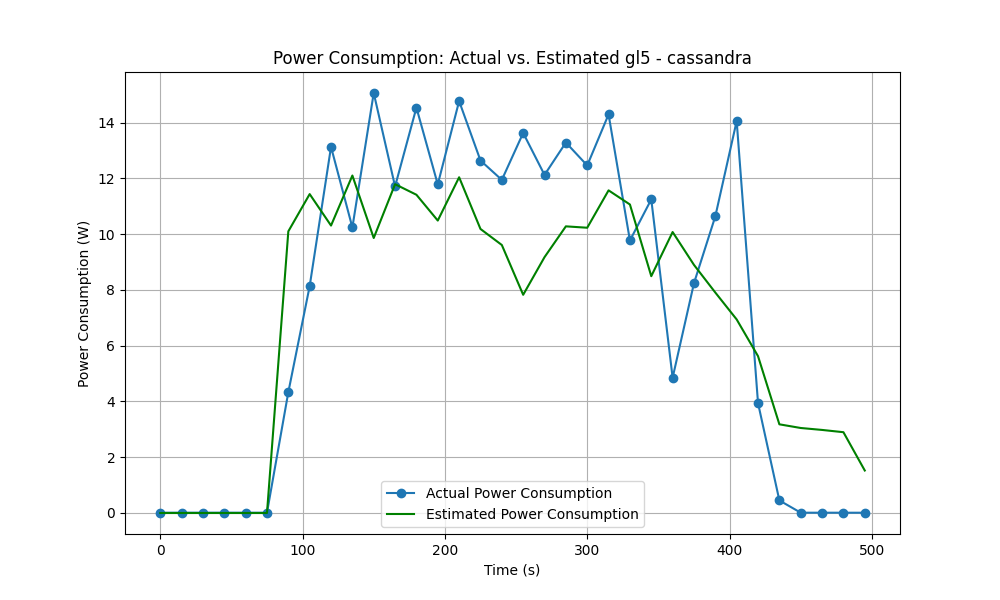 Power Consumption: Actual vs. Estimated gl5 - cassandra
Power Consumption (W)
14
12
10
8
6
4
2
0
Actual Power Consumption
Estimated Power Consumption
0 100 200 300 400 500
Time (s)